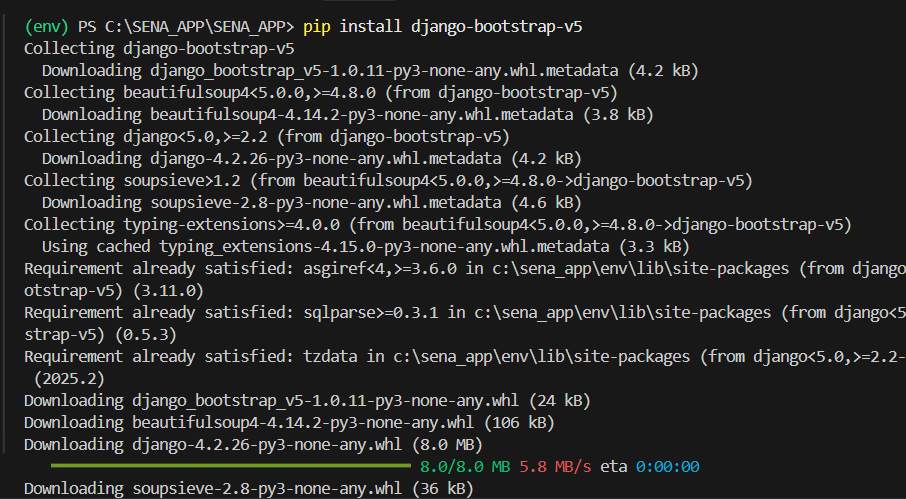 (env) PS C:\SENA_APP\SENA_APP> pip install django-bootstrap-v5
Collecting django-bootstrap-v5
  Downloading django_bootstrap_v5-1.0.11-py3-none-any.whl.metadata (4.2 kB)
Collecting beautifulsoup4<5.0.0,>=4.8.0 (from django-bootstrap-v5)
  Downloading beautifulsoup4-4.14.2-py3-none-any.whl.metadata (3.8 kB)
Collecting django<5.0,>=2.2 (from django-bootstrap-v5)
  Downloading django-4.2.26-py3-none-any.whl.metadata (4.2 kB)
Collecting soupsieve>1.2 (from beautifulsoup4<5.0.0,>=4.8.0->django-bootstrap-v5)
  Downloading soupsieve-2.8-py3-none-any.whl.metadata (4.6 kB)
Collecting typing-extensions>=4.0.0 (from beautifulsoup4<5.0.0,>=4.8.0->django-bootstrap-v5)
  Using cached typing_extensions-4.15.0-py3-none-any.whl.metadata (3.3 kB)
Requirement already satisfied: asgiref<4,>=3.6.0 in c:\sena_app\env\lib\site-packages (from django
otstrap-v5) (3.11.0)
Requirement already satisfied: sqlparse>=0.3.1 in c:\sena_app\env\lib\site-packages (from django<5
strap-v5) (0.5.3)
Requirement already satisfied: tzdata in c:\sena_app\env\lib\site-packages (from django<5.0,>=2.2-
 (2025.2)
Downloading django_bootstrap_v5-1.0.11-py3-none-any.whl (24 kB)
Downloading beautifulsoup4-4.14.2-py3-none-any.whl (106 kB)
Downloading django-4.2.26-py3-none-any.whl (8.0 MB)
8.0/8.0 MB 5.8 MB/s eta 0:00:00
Downloading soupsieve-2.8-py3-none-any.whl (36 kB)